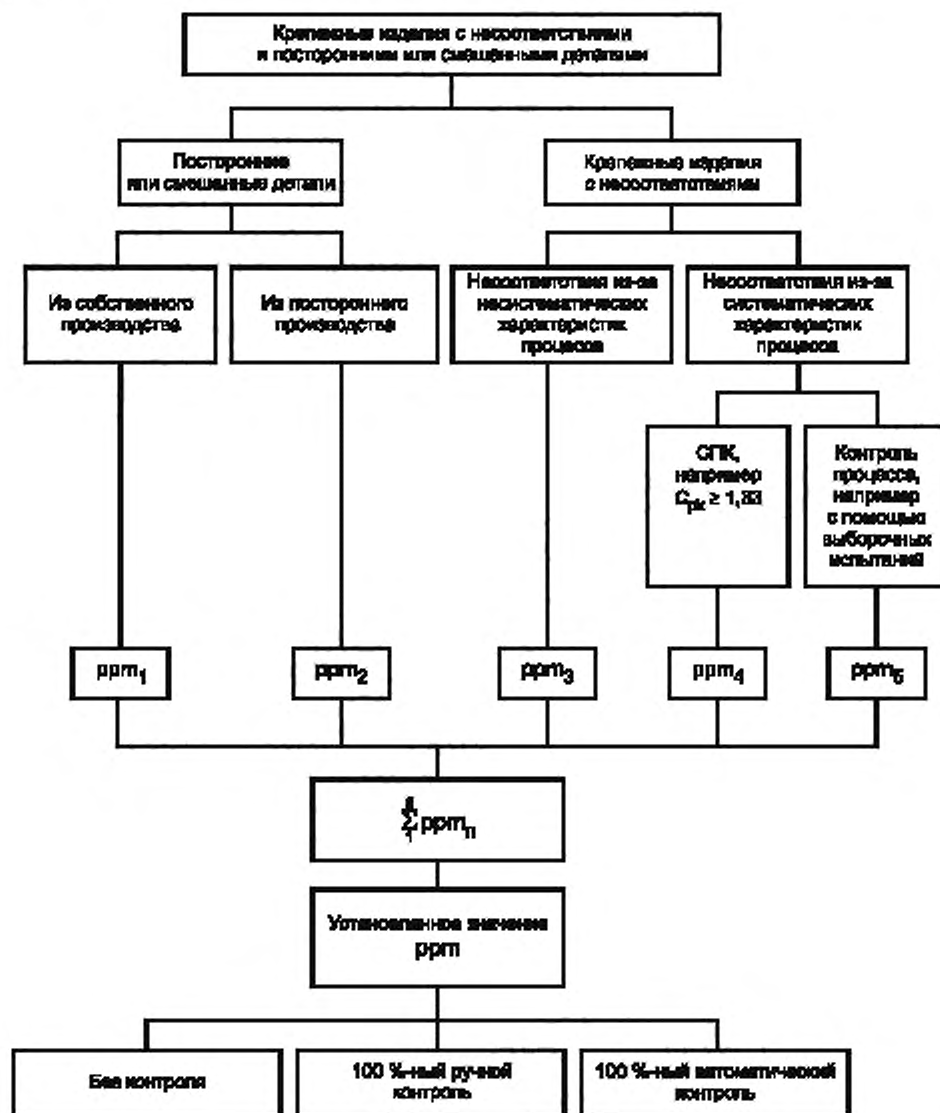 Крепежные изделия с несоответствиями
и посторонними или смешанными деталями
Посторонние
или смешанные детали
Крепежные изделия
с несоответствиями
Из собственного
производства
Из постороннего
производства
Несоответствия из-за
несистематических
характеристик
процесса
Несоответствия из-за
систематических
характеристик
процесса
СПК,
например
Cpk ≥ 1,33
Контроль
процесса,
например
с помощью
выборочных
испытаний
ppm1
ppm2
ppm3
ppm4
ppm5
5
Σ ppmn
1
Установленное значение
ppm
Без контроля
100 %-ный ручной
контроль
100 %-ный автоматический
контроль